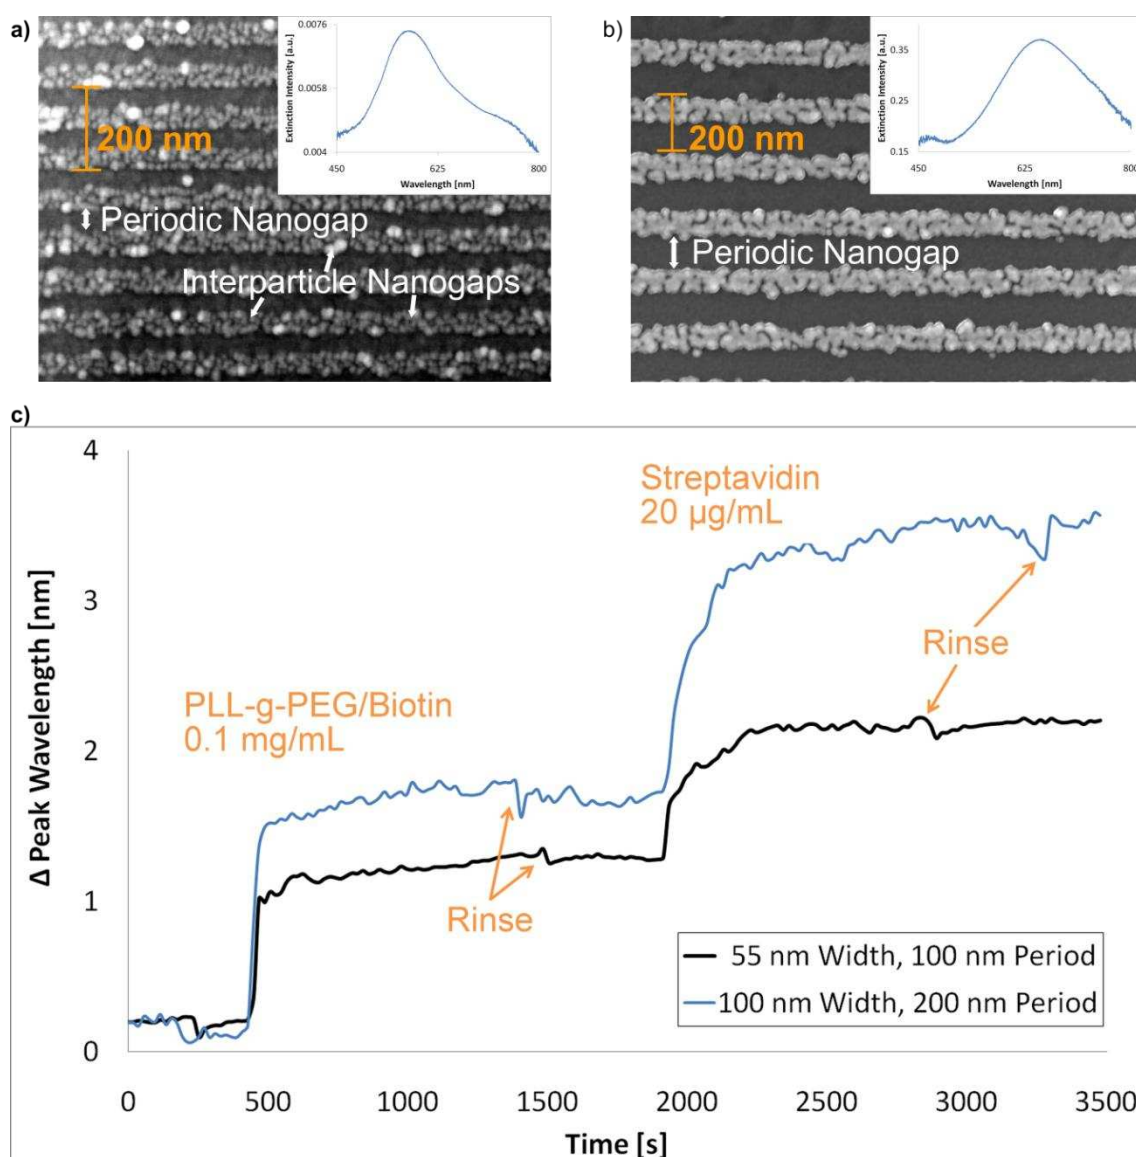 a)
Extinction Intensity [a.u.]
0.0076
0.0058
0.004
450
625
800
Wavelength [nm]
200 nm
Periodic Nanogap
Interparticle Nanogaps
b)
Extinction Intensity [a.u.]
0.35
0.25
0.15
450
625
800
Wavelength [nm]
200 nm
Periodic Nanogap
c)
Δ Peak Wavelength [nm]
4
3
2
1
0
Streptavidin
20 µg/mL
Rinse
PLL-g-PEG/Biotin
0.1 mg/mL
Rinse
55 nm Width, 100 nm Period
100 nm Width, 200 nm Period
0
500
1000
1500
2000
2500
3000
3500
Time [s]